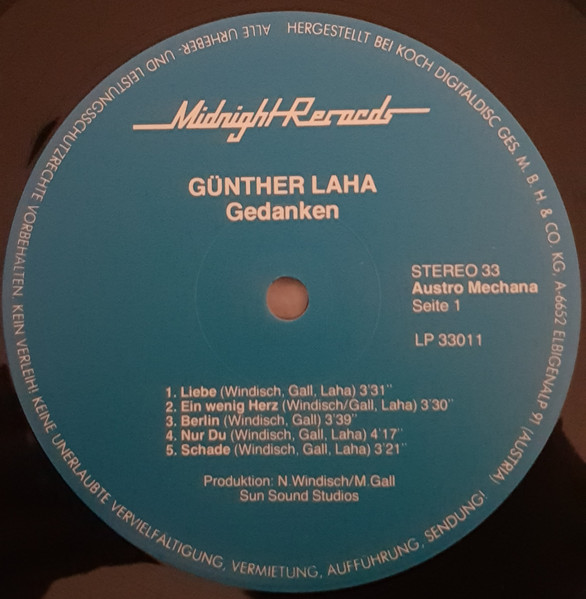 Midnight-Records
GÜNTHER LAHA
Gedanken
STEREO 33
Austro Mechana
Seite 1
LP 33011
1. Liebe (Windisch, Gall, Laha) 3'31"
2. Ein wenig Herz (Windisch/Gall, Laha) 3'30"
3. Berlin (Windisch, Gall) 3'39"
4. Nur Du (Windisch, Gall, Laha) 4'17"
5. Schade (Windisch, Gall, Laha) 3'21"
Produktion: N.Windisch/M.Gall
Sun Sound Studios
HERGESTELLT BEI KOCH DIGITALDISC GES. M. B. H. & CO. KG, A-6652 ELBIGENALP 91 (AUSTRIA)
ALLE URHEBER- UND LEISTUNGSSCHUTZRECHTE VORBEHALTEN. KEIN VERLEIH! KEINE UNERLAUBTE VERVIELFÄLTIGUNG, VERMIETUNG, AUFFÜHRUNG, SENDUNG!